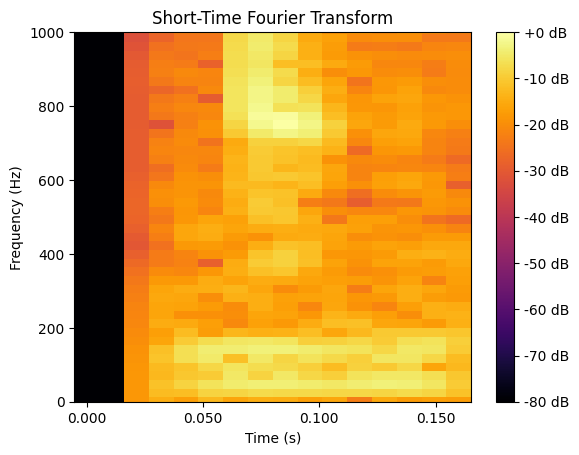 Short-Time Fourier Transform
1000
800
600
400
200
0
Frequency (Hz)
0.000
0.050
0.100
0.150
Time (s)
+0 dB
-10 dB
-20 dB
-30 dB
-40 dB
-50 dB
-60 dB
-70 dB
-80 dB